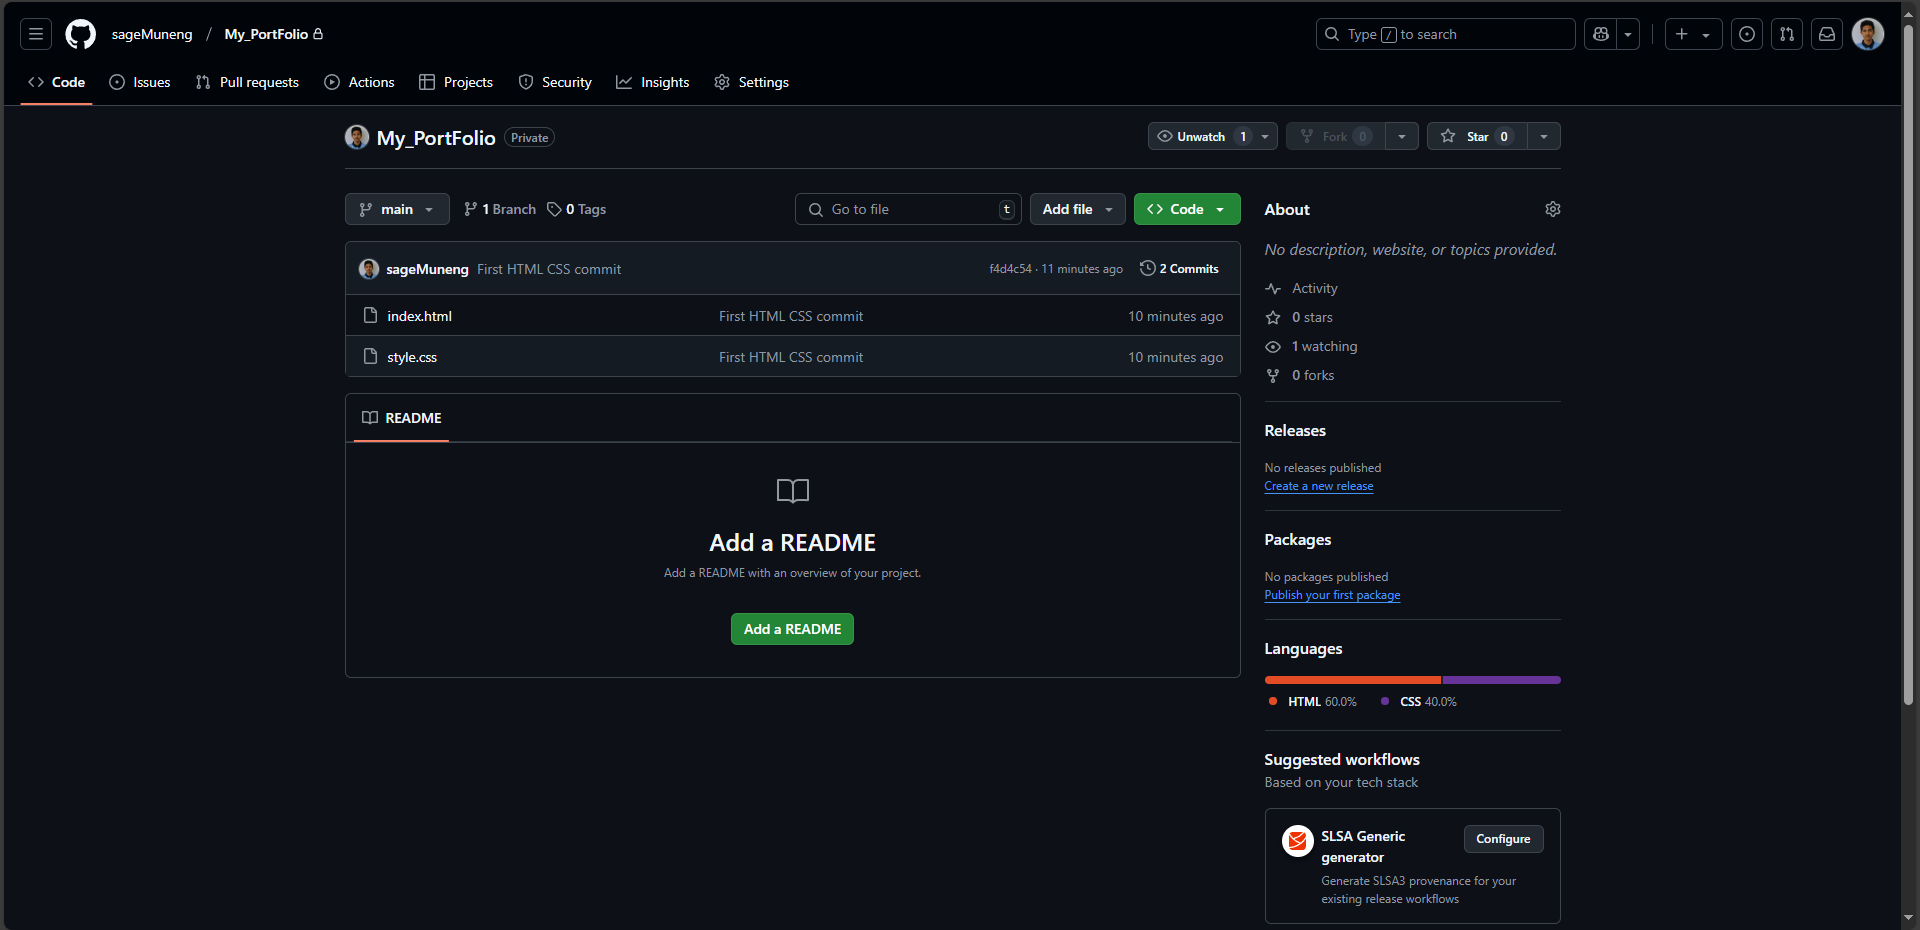 sageMuneng / My_PortFolio
Type / to search
Code Issues Pull requests Actions Projects Security Insights Settings
My_PortFolio Private
Unwatch 1 Fork 0 Star 0
main 1 Branch 0 Tags
Go to file t Add file Code
sageMuneng First HTML CSS commit f4d4c54 · 11 minutes ago 2 Commits
index.html First HTML CSS commit 10 minutes ago
style.css First HTML CSS commit 10 minutes ago
README
Add a README
Add a README with an overview of your project.
Add a README
About
No description, website, or topics provided.
Activity
0 stars
1 watching
0 forks
Releases
No releases published
Create a new release
Packages
No packages published
Publish your first package
Languages
HTML 60.0% CSS 40.0%
Suggested workflows
Based on your tech stack
SLSA Generic
generator
Configure
Generate SLSA3 provenance for your
existing release workflows